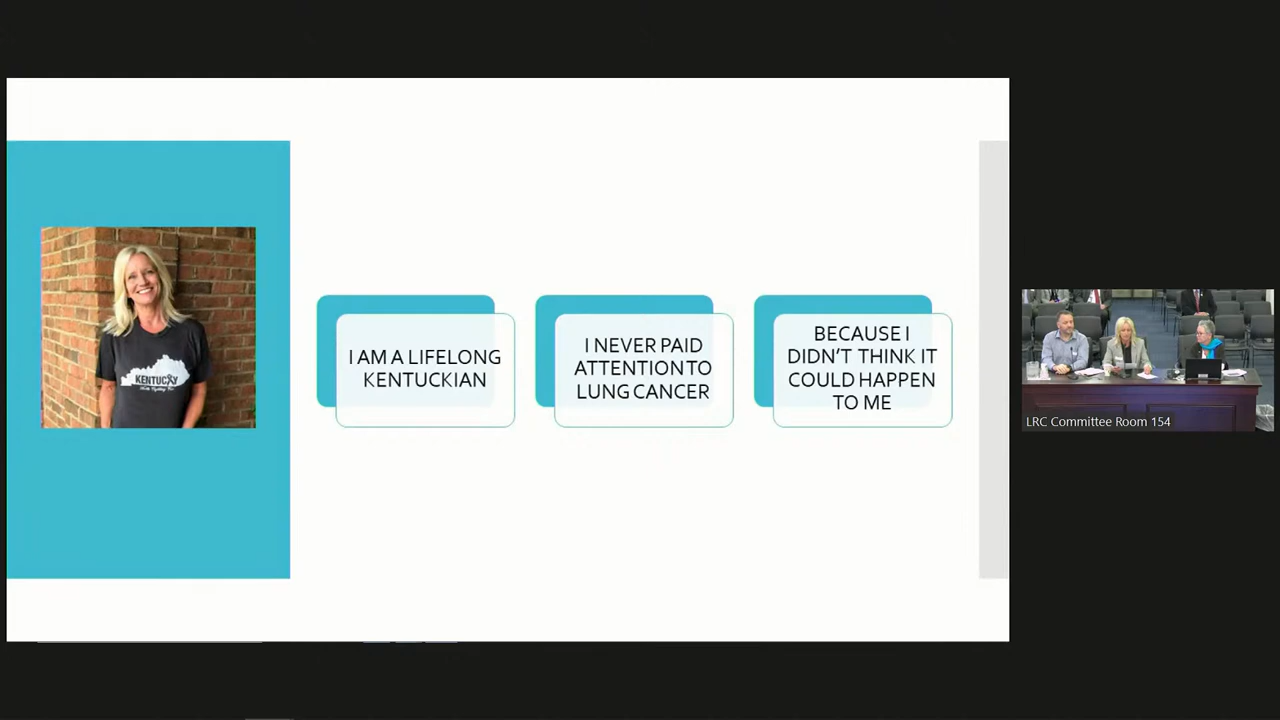 KENTUCKY
I AM A LIFELONG
KENTUCKIAN
I NEVER PAID
ATTENTION TO
LUNG CANCER
BECAUSE I
DIDN'T THINK IT
COULD HAPPEN
TO ME
LRC Committee Room 154